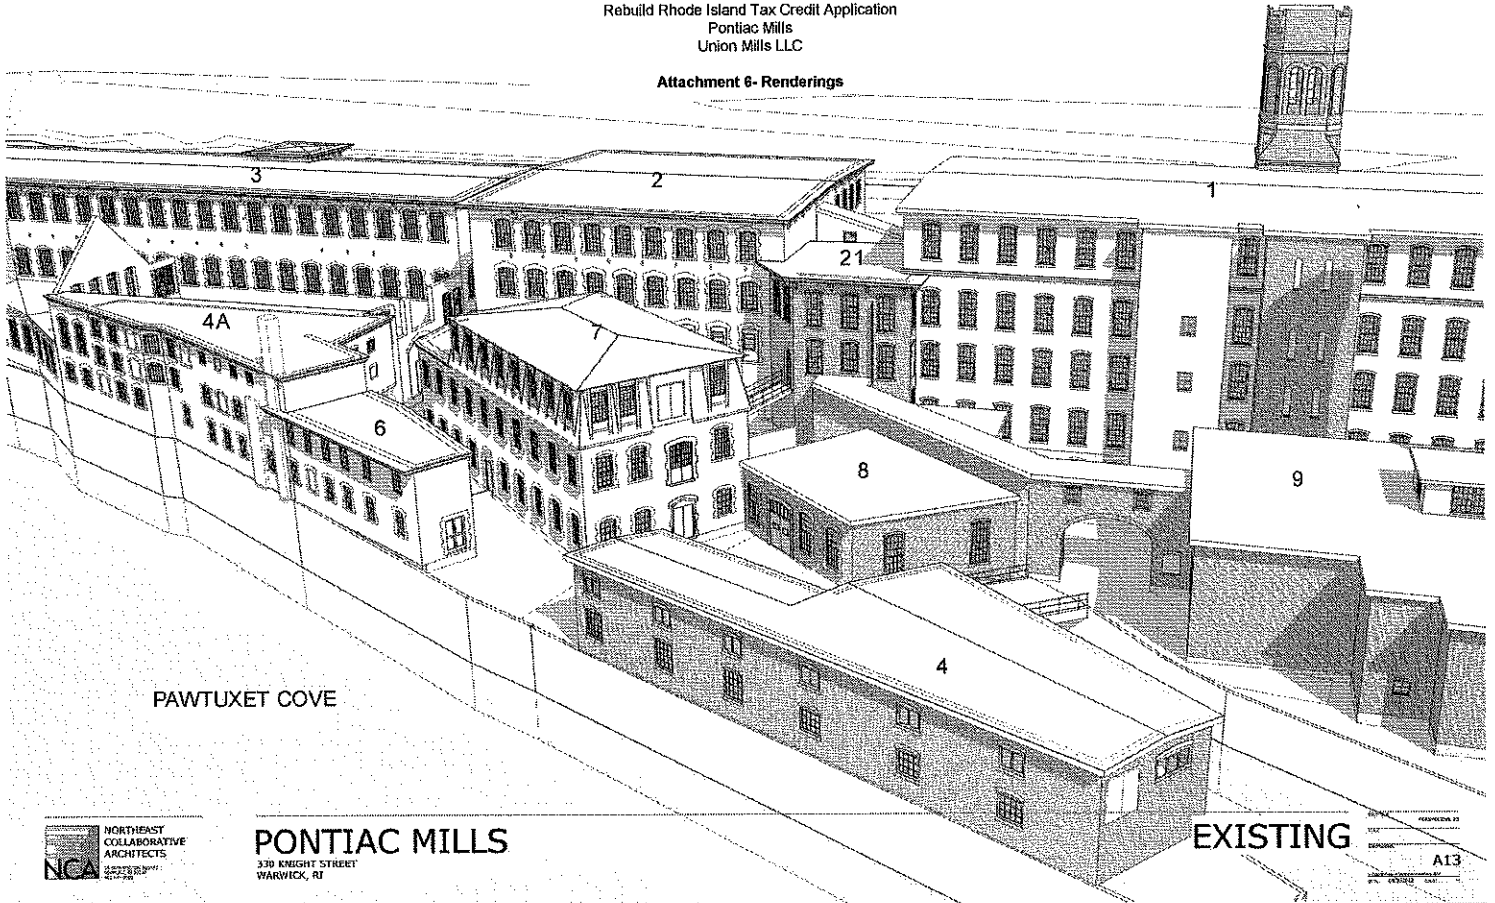 Rebuild Rhode Island Tax Credit Application
Pontiac Mills
Union Mills LLC
Attachment 6- Renderings
3
2
1
21
4A
7
6
8
9
4
PAWTUXET COVE
NCA
NORTHEAST
COLLABORATIVE
ARCHITECTS
PONTIAC MILLS
330 KNIGHT STREET
WARWICK, RI
EXISTING
A13